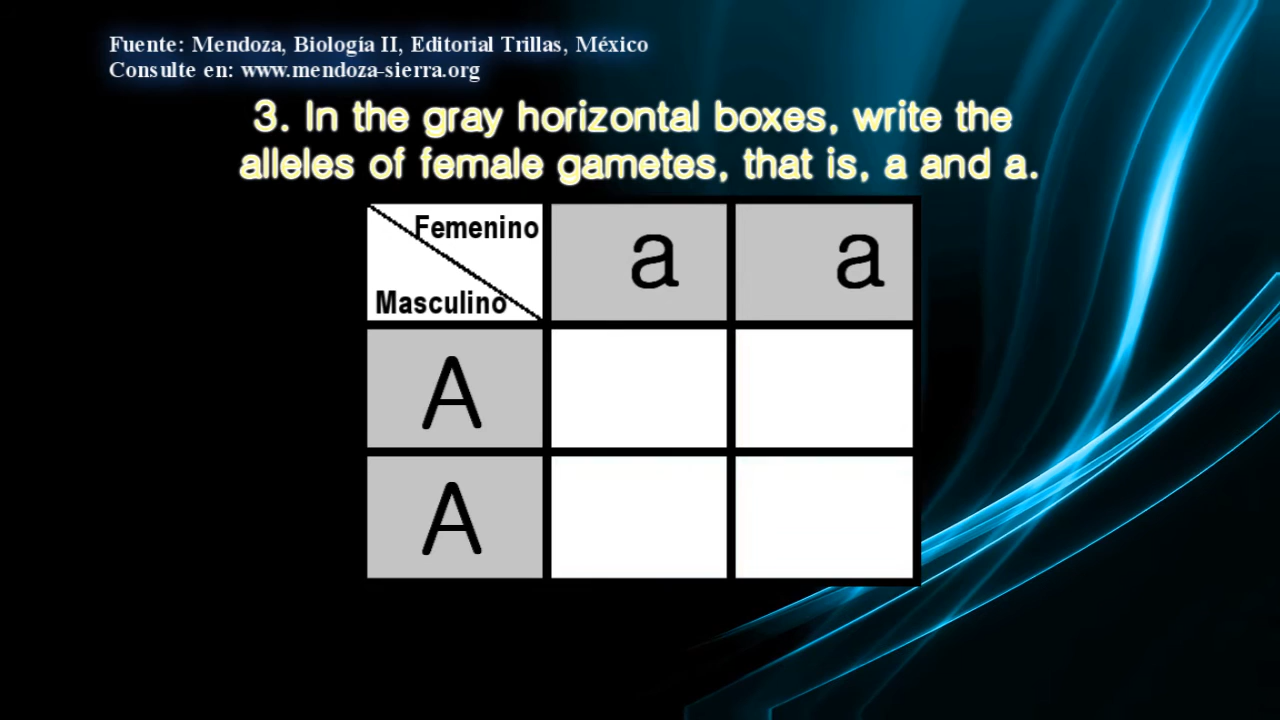 Fuente: Mendoza, Biología II, Editorial Trillas, México
Consulte en: www.mendoza-sierra.org
3. In the gray horizontal boxes, write the
alleles of female gametes, that is, a and a.
Femenino
Masculino
a a
A
A